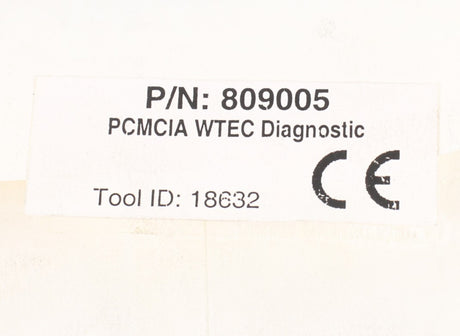 P/N: 809005
PCMCIA WTEC Diagnostic
CE
Tool ID: 18632